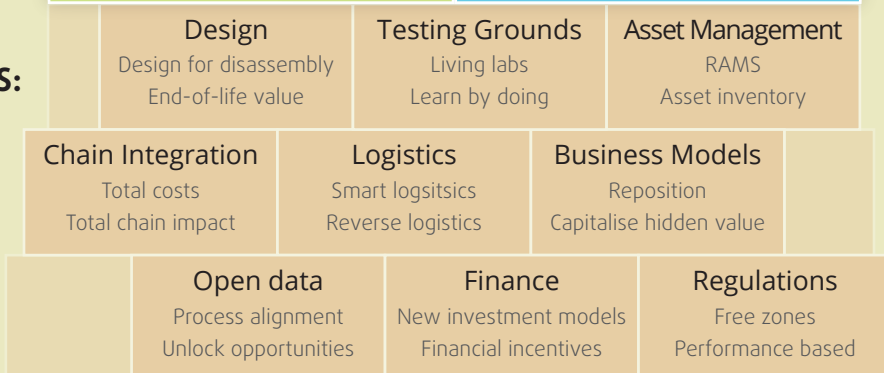 S:
Design
Design for disassembly
End-of-life value
Testing Grounds
Living labs
Learn by doing
Asset Management
RAMS
Asset inventory
Chain Integration
Total costs
Total chain impact
Logistics
Smart logsitsics
Reverse logistics
Business Models
Reposition
Capitalise hidden value
Open data
Process alignment
Unlock opportunities
Finance
New investment models
Financial incentives
Regulations
Free zones
Performance based